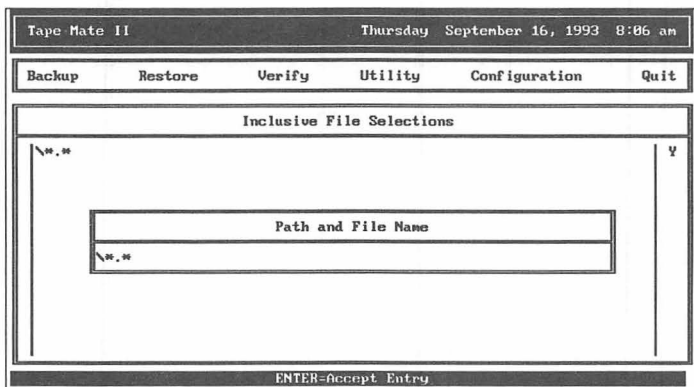 Tape Mate II Thursday September 16, 1993 8:06 am
Backup Restore Verify Utility Configuration Quit
Inclusive File Selections
\*.* Y
Path and File Name
\*.*
ENTER=Accept Entry